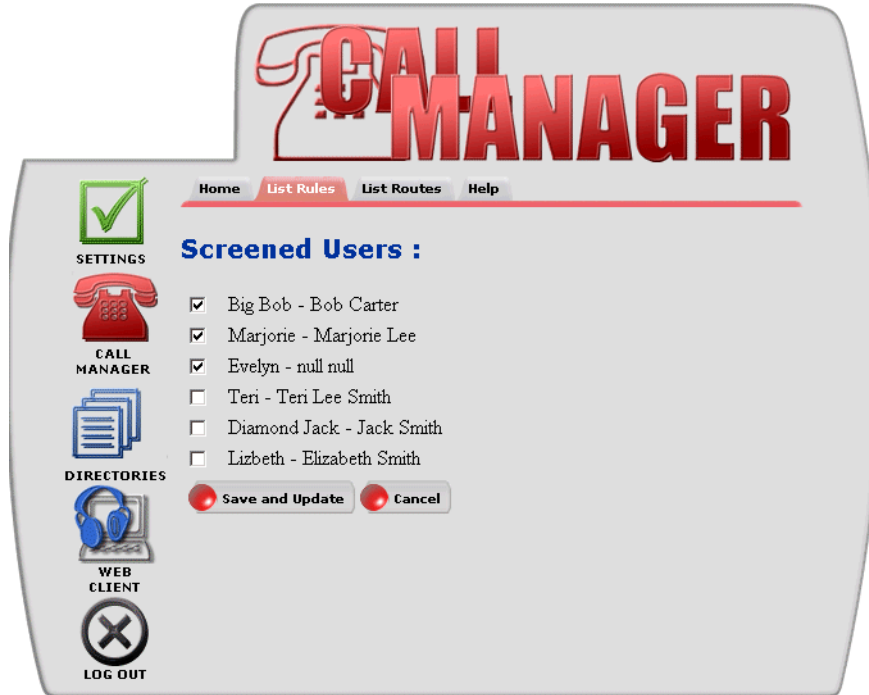 CALL
MANAGER
Home List Rules List Routes Help
SETTINGS
CALL
MANAGER
DIRECTORIES
WEB
CLIENT
LOG OUT
Screened Users :
Big Bob - Bob Carter
Marjorie - Marjorie Lee
Evelyn - null null
Teri - Teri Lee Smith
Diamond Jack - Jack Smith
Lizbeth - Elizabeth Smith
Save and Update Cancel